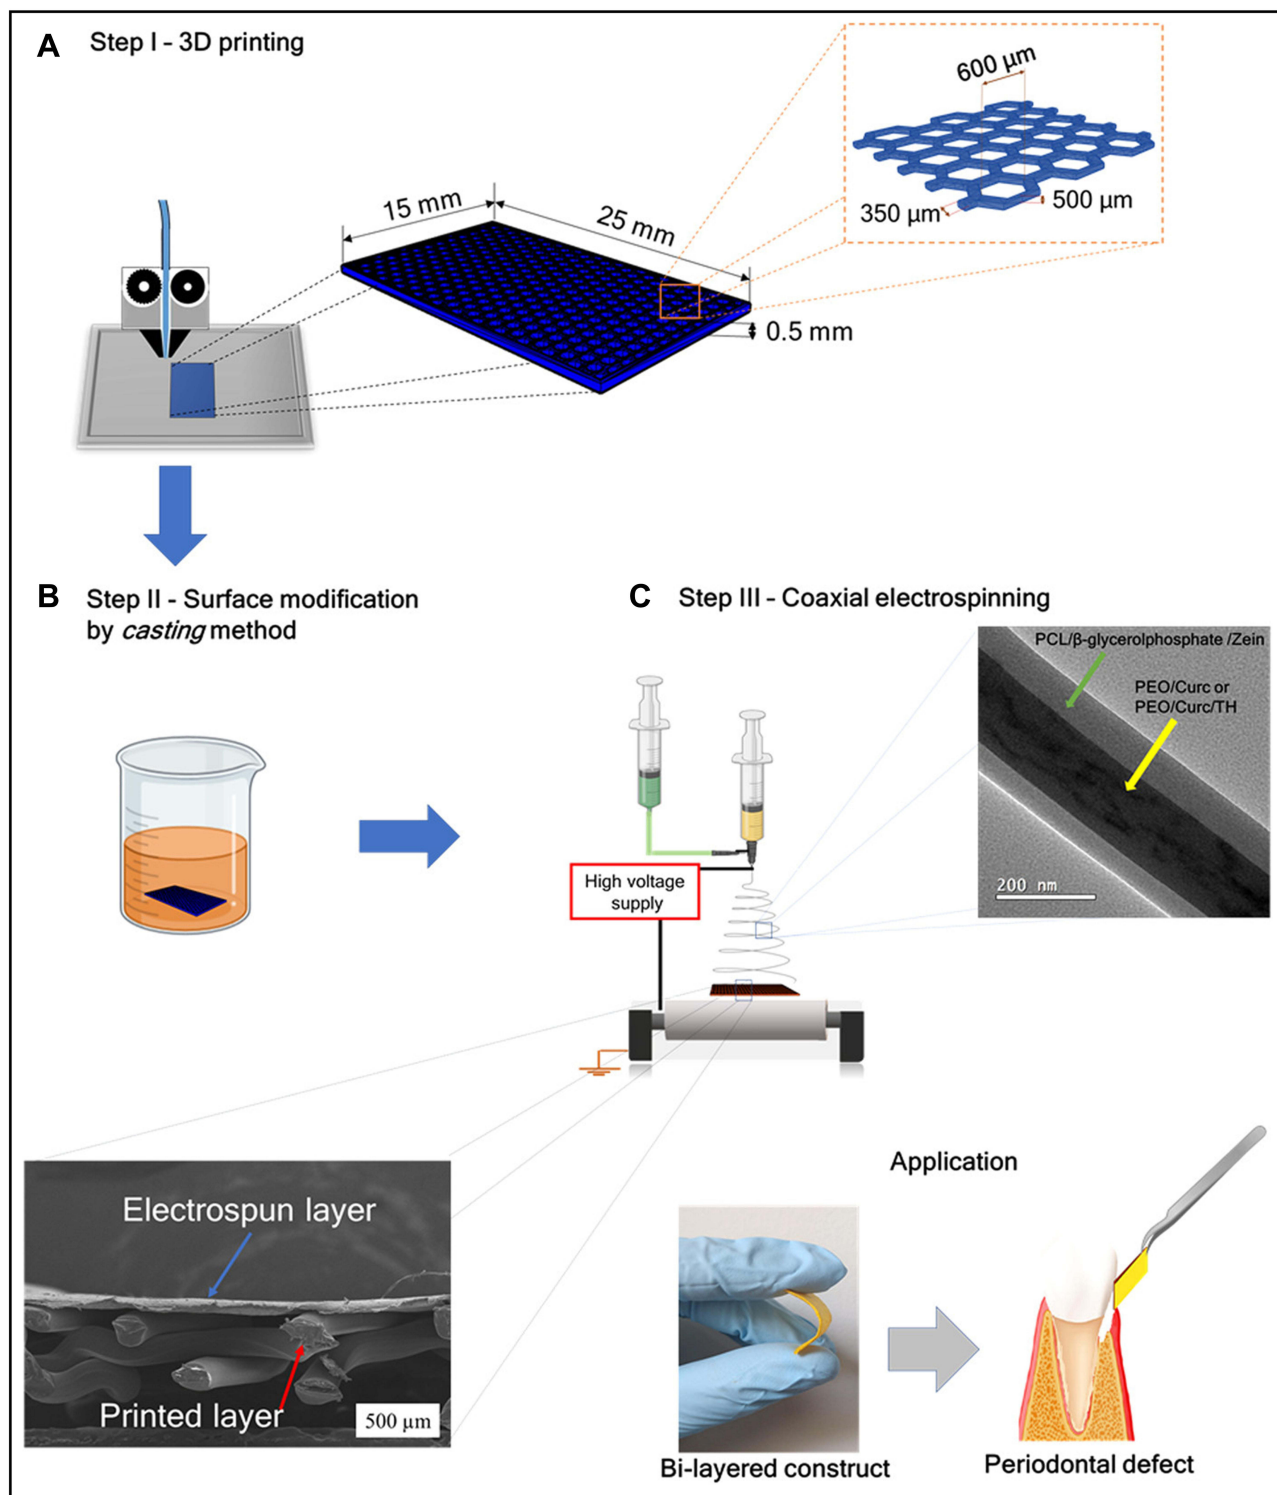 A Step I - 3D printing
600 µm
350 µm
500 µm
15 mm
25 mm
0.5 mm
B Step II - Surface modification
by casting method
C Step III - Coaxial electrospinning
PCL/β-glycerolphosphate /Zein
PEO/Curc or
PEO/Curc/TH
200 nm
High voltage
supply
Electrospun layer
Printed layer
500 µm
Application
Bi-layered construct
Periodontal defect